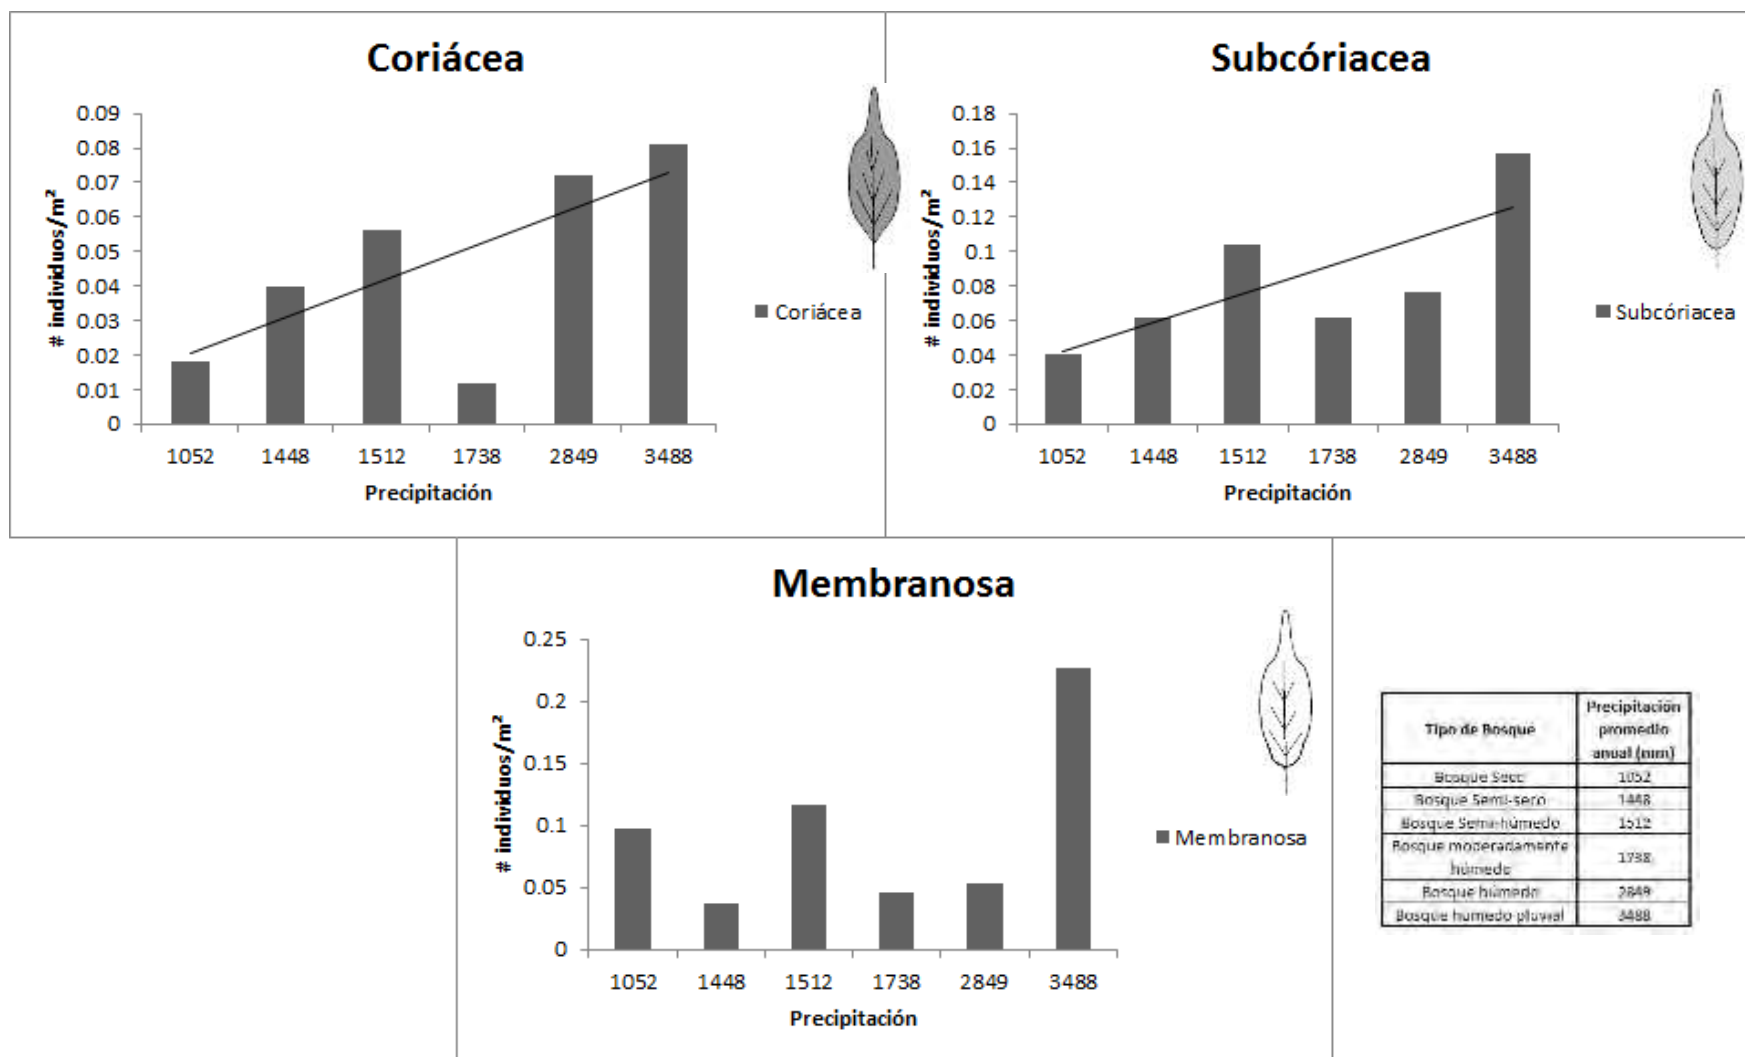 Coriácea
# individuos/m²
0.09
0.08
0.07
0.06
0.05
0.04
0.03
0.02
0.01
0
1052 1448 1512 1738 2849 3488
Precipitación
Coriácea
Subcóriacea
# individuos/m²
0.18
0.16
0.14
0.12
0.1
0.08
0.06
0.04
0.02
0
1052 1448 1512 1738 2849 3488
Precipitación
Subcóriacea
Membranosa
# individuos/m²
0.25
0.2
0.15
0.1
0.05
0
1052 1448 1512 1738 2849 3488
Precipitación
Membranosa
Tipo de Bosque
Precipitación
promedio
anual (mm)
Bosque Seco 1052
Bosque Semi-seco 1448
Bosque Semi-húmedo 1512
Bosque moderadamente
húmedo
1738
Bosque húmedo 2849
Bosque humedo pluvial 3488